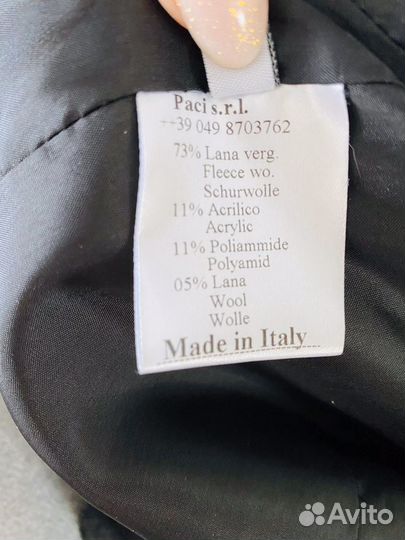 Paci s.r.l.
++39 049 8703762
73% Lana verg.
Fleece wo.
Schurwolle
11% Acrilico
Acrylic
11% Poliammide
Polyamid
05% Lana
Wool
Wolle
Made in Italy
Avito